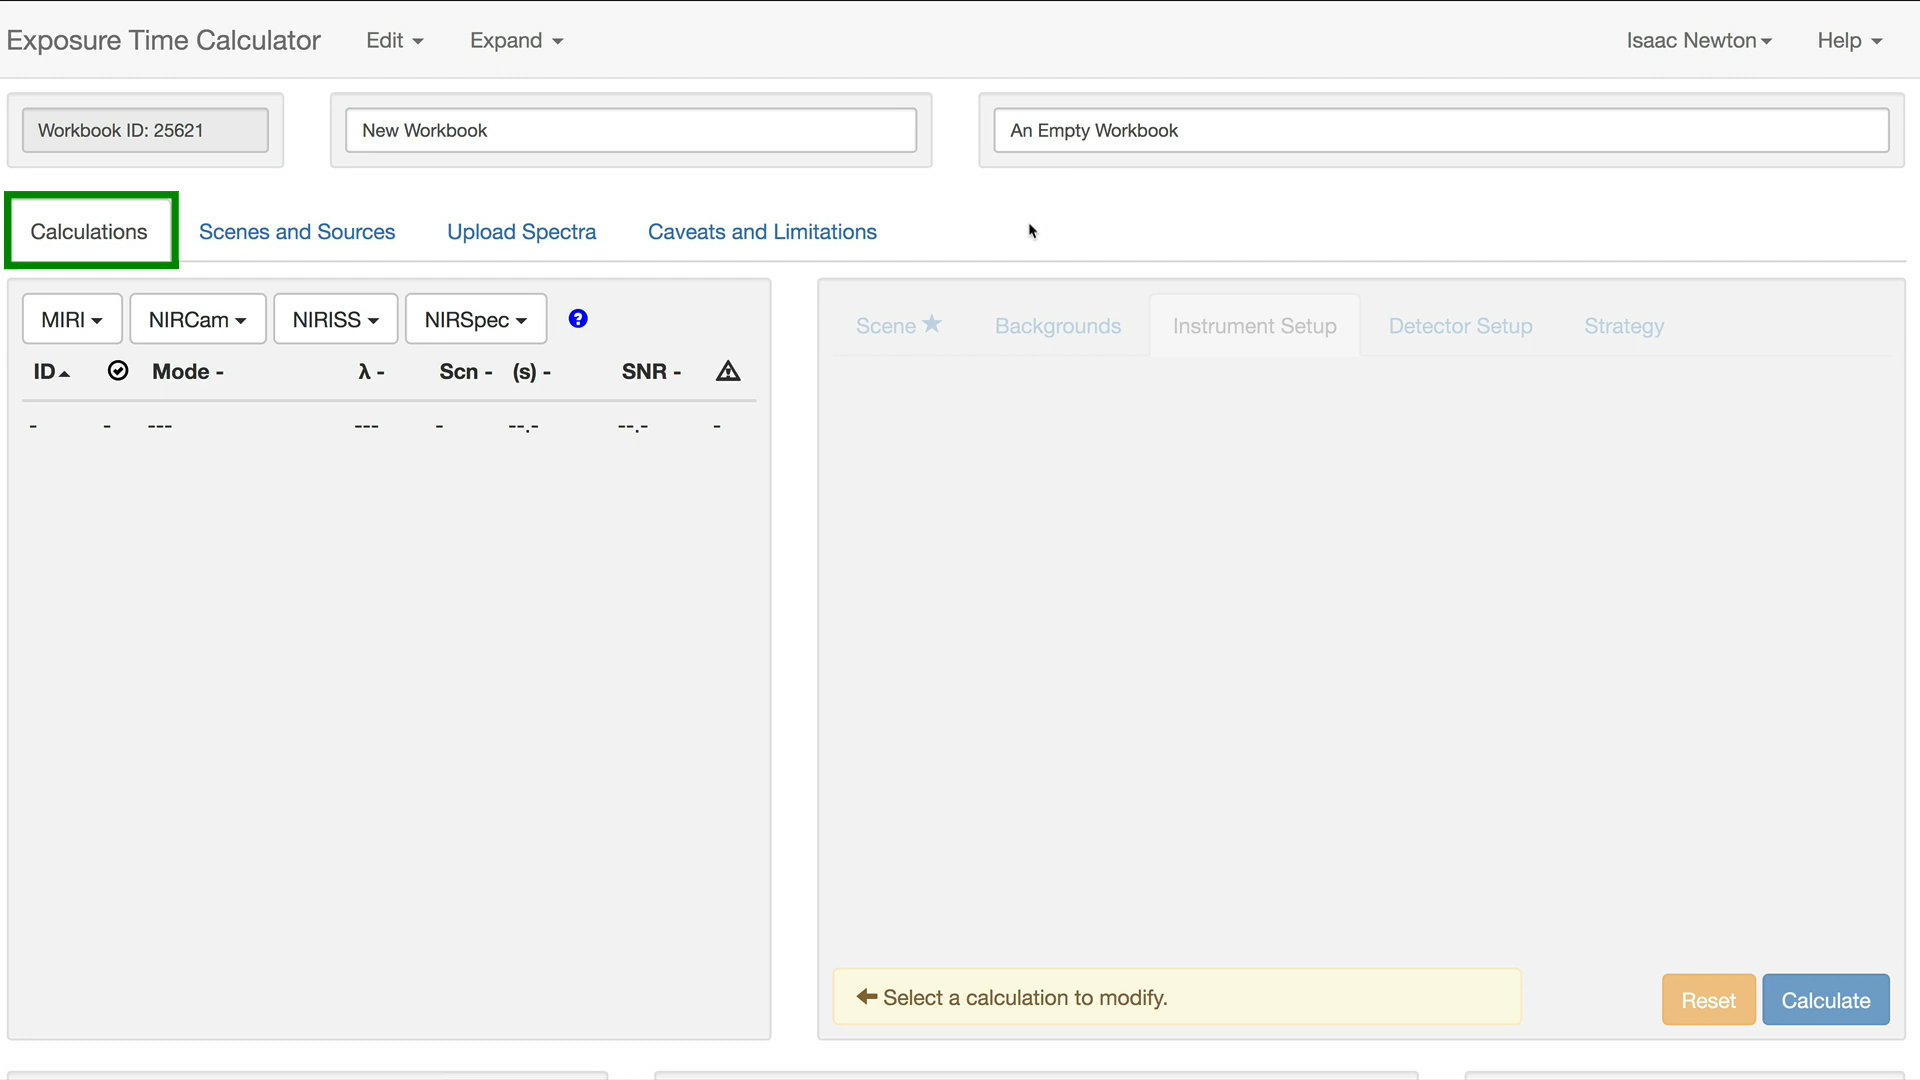 Exposure Time Calculator Edit Expand Isaac Newton Help
Workbook ID: 25621 New Workbook An Empty Workbook
Calculations Scenes and Sources Upload Spectra Caveats and Limitations
MIRI NIRCam NIRISS NIRSpec ?
Scene Backgrounds Instrument Setup Detector Setup Strategy
ID Mode - λ - Scn - (s) - SNR -
- - --- --- - --.- --.- -
Select a calculation to modify.
Reset Calculate